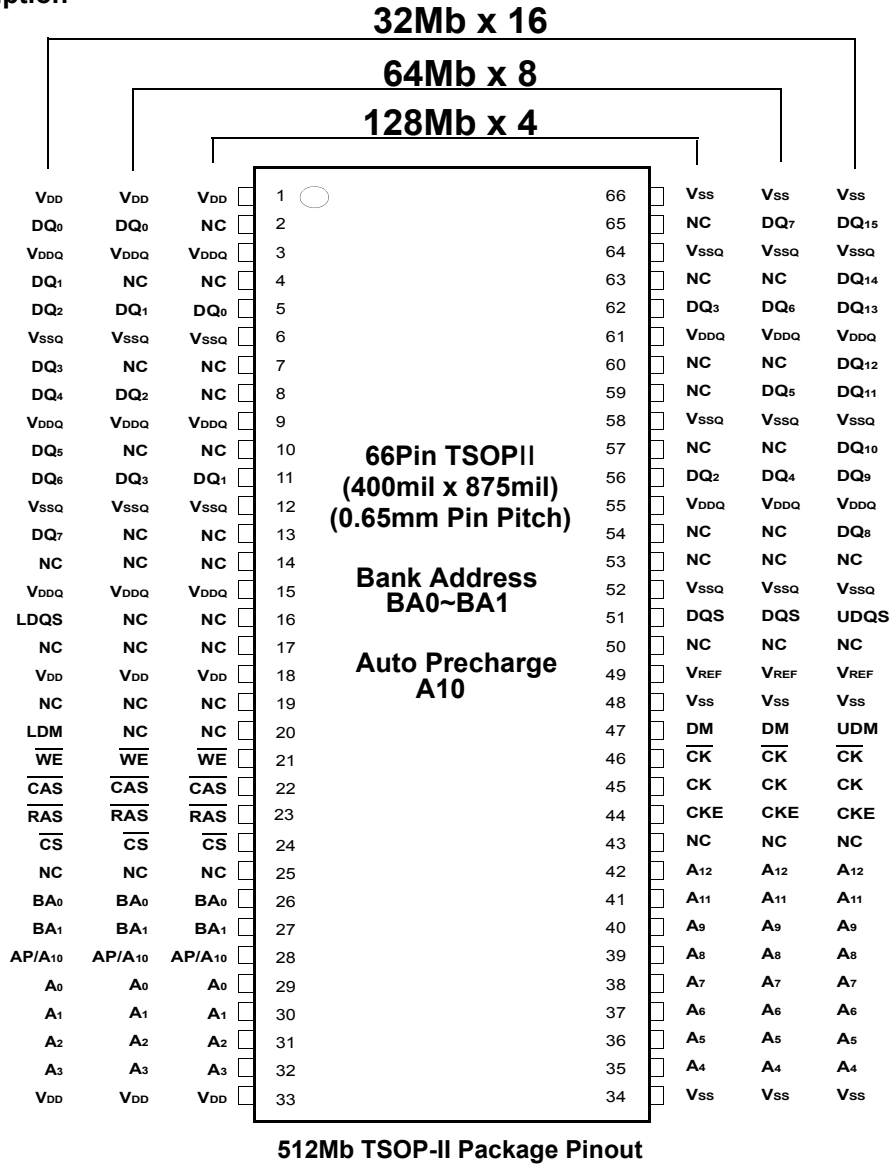 32Mb x 16
64Mb x 8
128Mb x 4
VDD VDD VDD 1 66 VSS VSS VSS
DQ0 DQ0 NC 2 65 NC DQ7 DQ15
VDDQ VDDQ VDDQ 3 64 VSSQ VSSQ VSSQ
DQ1 NC NC 4 63 NC NC DQ14
DQ2 DQ1 DQ0 5 62 DQ3 DQ6 DQ13
VSSQ VSSQ VSSQ 6 61 VDDQ VDDQ VDDQ
DQ3 NC NC 7 60 NC NC DQ12
DQ4 DQ2 NC 8 59 NC DQ5 DQ11
VDDQ VDDQ VDDQ 9 58 VSSQ VSSQ VSSQ
DQ5 NC NC 10 57 NC NC DQ10
DQ6 DQ3 DQ1 11 56 DQ2 DQ4 DQ9
VSSQ VSSQ VSSQ 12 55 VDDQ VDDQ VDDQ
DQ7 NC NC 13 54 NC NC DQ8
NC NC NC 14 53 NC NC NC
VDDQ VDDQ VDDQ 15 52 VSSQ VSSQ VSSQ
LDQS NC NC 16 51 DQS DQS UDQS
NC NC NC 17 50 NC NC NC
VDD VDD VDD 18 49 VREF VREF VREF
NC NC NC 19 48 VSS VSS VSS
LDM NC NC 20 47 DM DM UDM
WE WE WE 21 46 CK CK CK
CAS CAS CAS 22 45 CK CK CK
RAS RAS RAS 23 44 CKE CKE CKE
CS CS CS 24 43 NC NC NC
NC NC NC 25 42 A12 A12 A12
BA0 BA0 BA0 26 41 A11 A11 A11
BA1 BA1 BA1 27 40 A9 A9 A9
AP/A10 AP/A10 AP/A10 28 39 A8 A8 A8
A0 A0 A0 29 38 A7 A7 A7
A1 A1 A1 30 37 A6 A6 A6
A2 A2 A2 31 36 A5 A5 A5
A3 A3 A3 32 35 A4 A4 A4
VDD VDD VDD 33 34 VSS VSS VSS
66Pin TSOPII
(400mil x 875mil)
(0.65mm Pin Pitch)
Bank Address
BA0~BA1
Auto Precharge
A10
512Mb TSOP-II Package Pinout